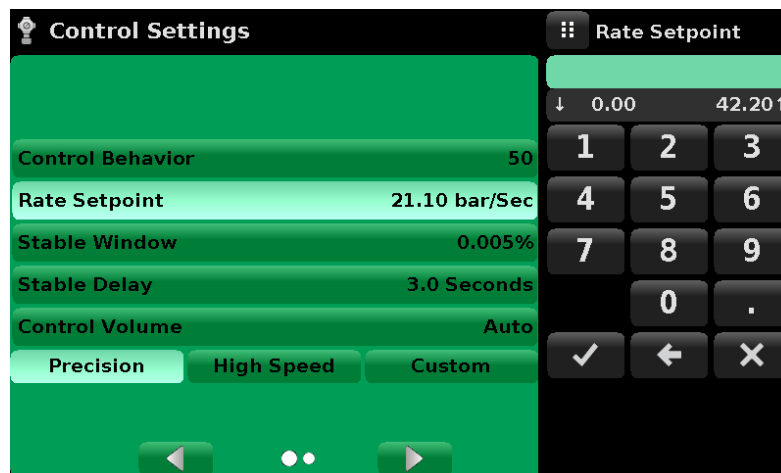 Control Settings
Rate Setpoint
↓ 0.00 42.20↑
Control Behavior 50
Rate Setpoint 21.10 bar/Sec
Stable Window 0.005%
Stable Delay 3.0 Seconds
Control Volume Auto
Precision High Speed Custom
1 2 3
4 5 6
7 8 9
0 .